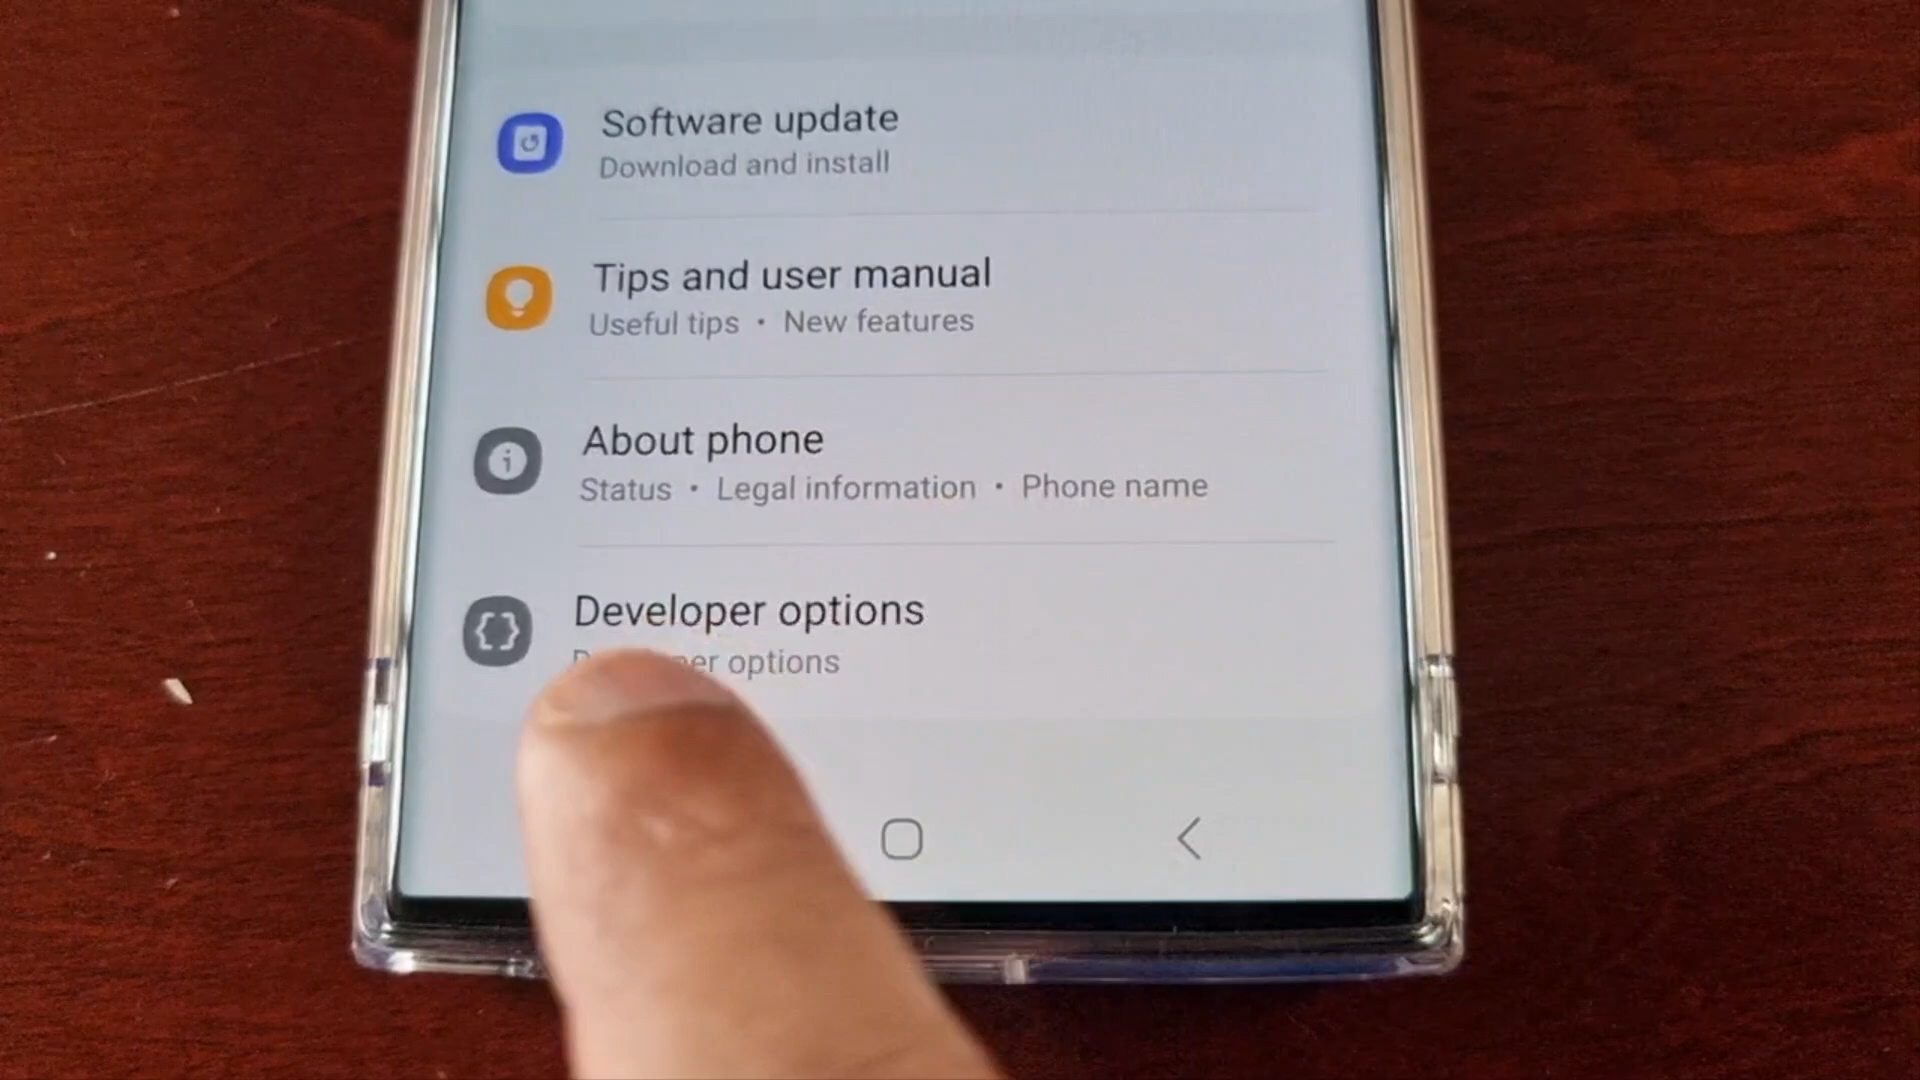 Software update
Download and install
Tips and user manual
Useful tips • New features
About phone
Status • Legal information • Phone name
Developer options
options